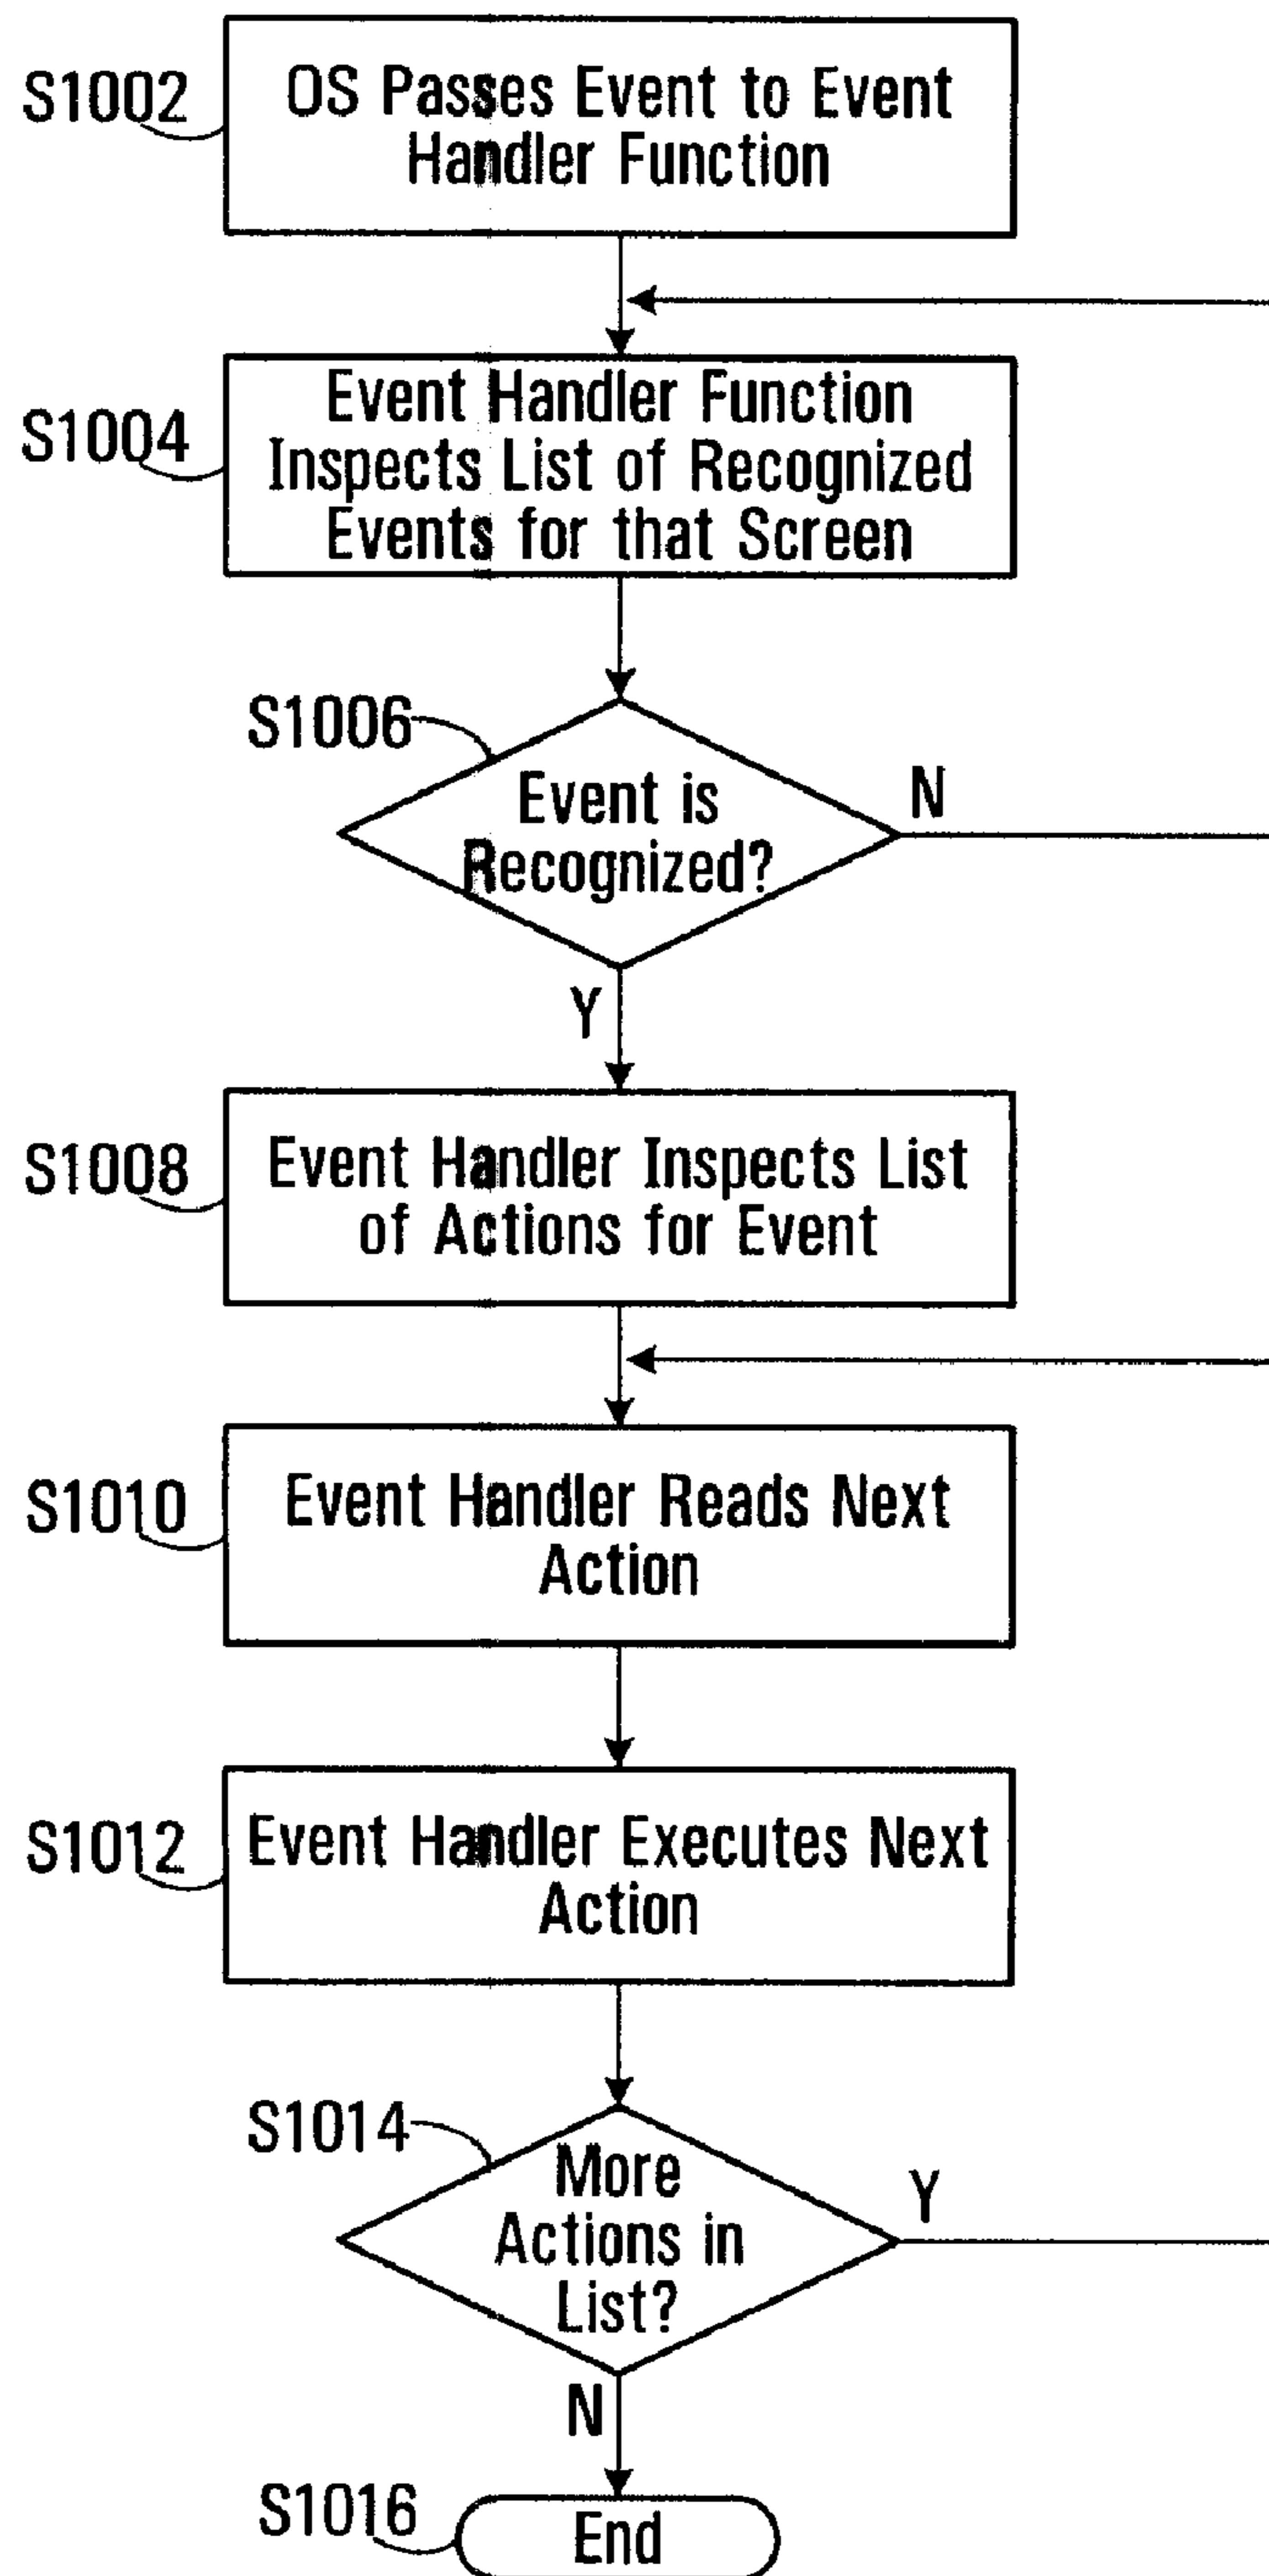 S1002
OS Passes Event to Event
Handler Function
S1004
Event Handler Function
Inspects List of Recognized
Events for that Screen
S1006
Event is
Recognized?
N
Y
S1008
Event Handler Inspects List
of Actions for Event
S1010
Event Handler Reads Next
Action
S1012
Event Handler Executes Next
Action
S1014
More
Actions in
List?
Y
N
S1016
End